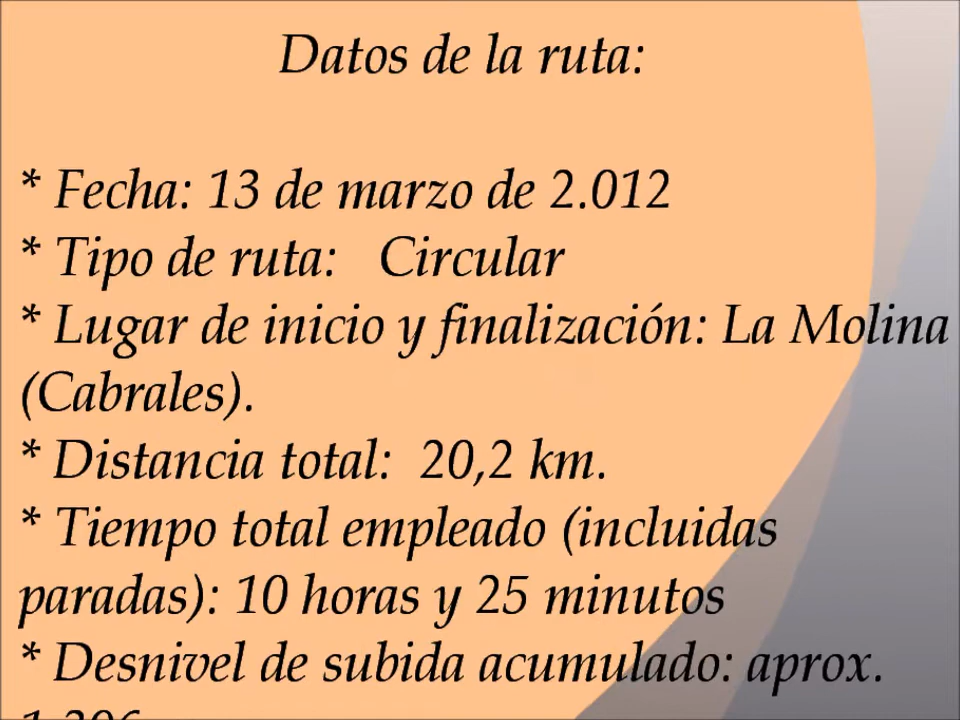 Datos de la ruta:
* Fecha: 13 de marzo de 2.012
* Tipo de ruta: Circular
* Lugar de inicio y finalización: La Molina
(Cabrales).
* Distancia total: 20,2 km.
* Tiempo total empleado (incluidas
paradas): 10 horas y 25 minutos
* Desnivel de subida acumulado: aprox.